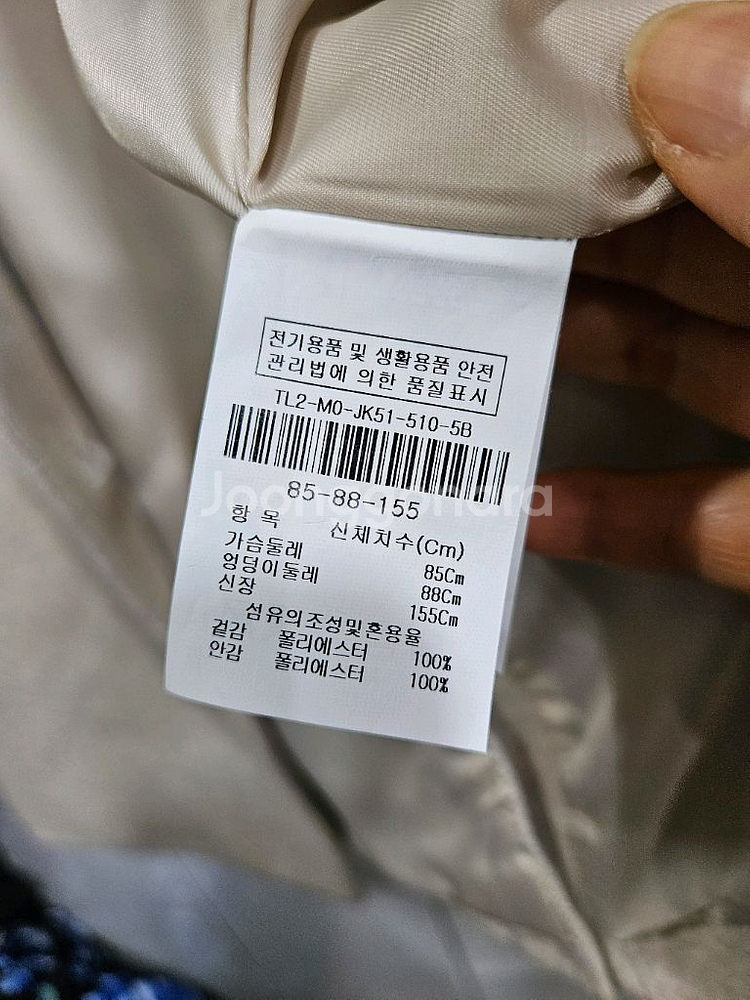 전기용품 및 생활용품 안전
관리법에 의한 품질표시
TL2-MO-JK51-510-5B
85-88-155
Joonggonara
항 목 신체치수(Cm)
가슴둘레 85Cm
엉덩이둘레 88Cm
신장 155Cm
섬유의조성및혼용율
겉감 폴리에스터 100%
안감 폴리에스터 100%